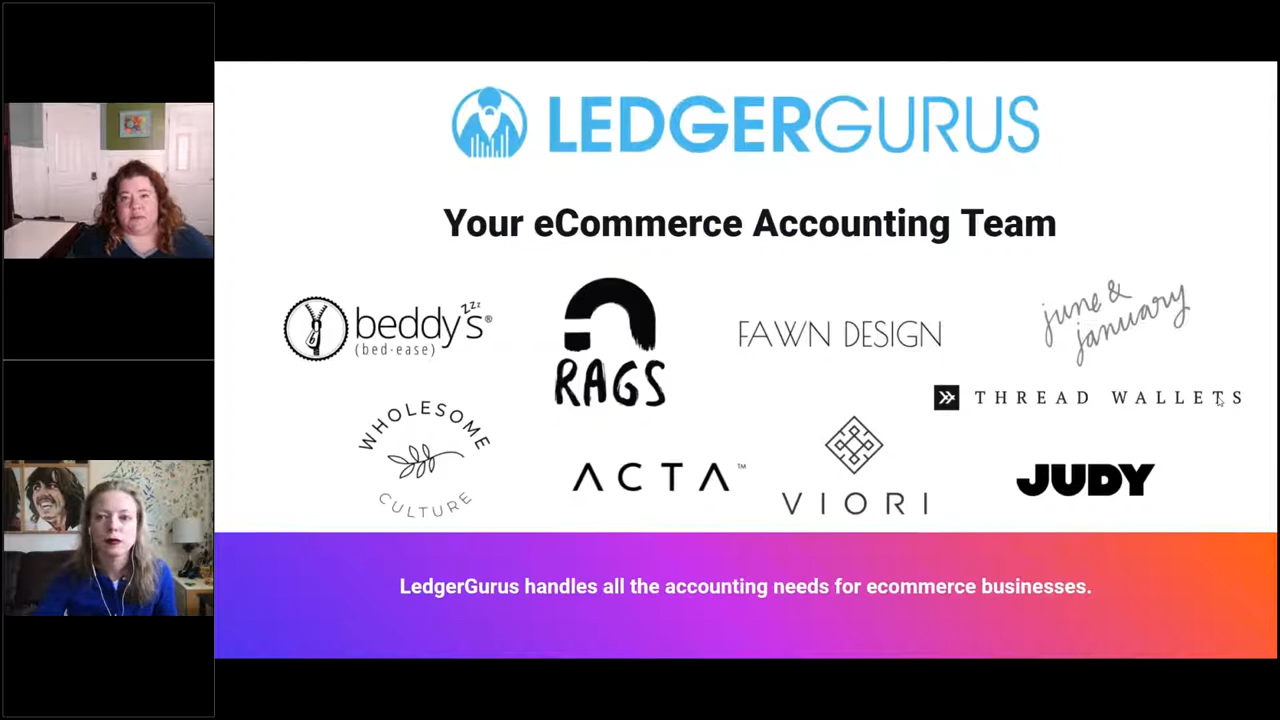 LEDGERGURUS
Your eCommerce Accounting Team
beddy's zzz ®
(bed·ease)
RAGS
FAWN DESIGN
june &
january
THREAD WALLETS
WHOLESOME
CULTURE
ACTA™
VIORI
JUDY
LedgerGurus handles all the accounting needs for ecommerce businesses.